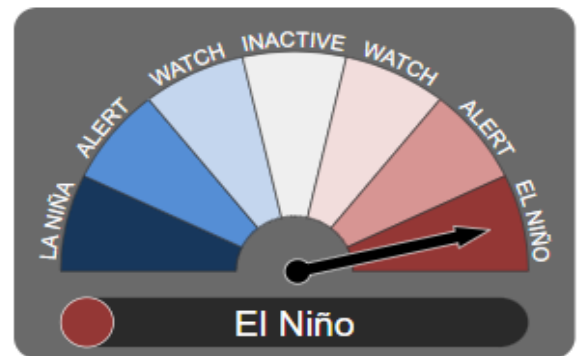 LA NIÑA
ALERT
WATCH
INACTIVE
WATCH
ALERT
EL NIÑO
El Niño